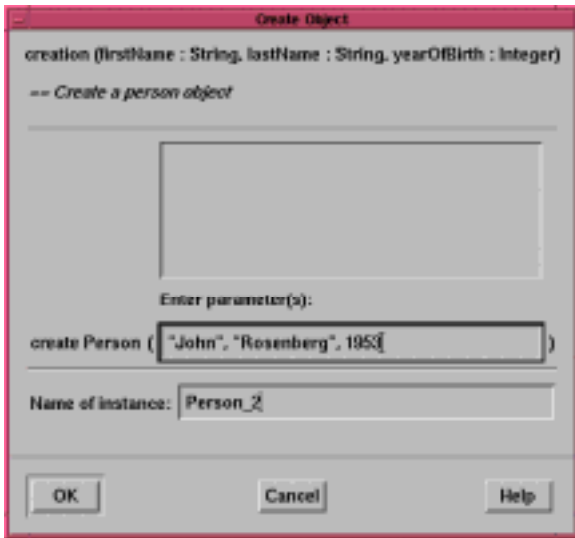 Create Object
creation (firstName : String, lastName : String, yearOfBirth : Integer)
-- Create a person object
Enter parameter(s):
create Person ( "John", "Rosenberg", 1953 )
Name of instance: Person_2
OK Cancel Help